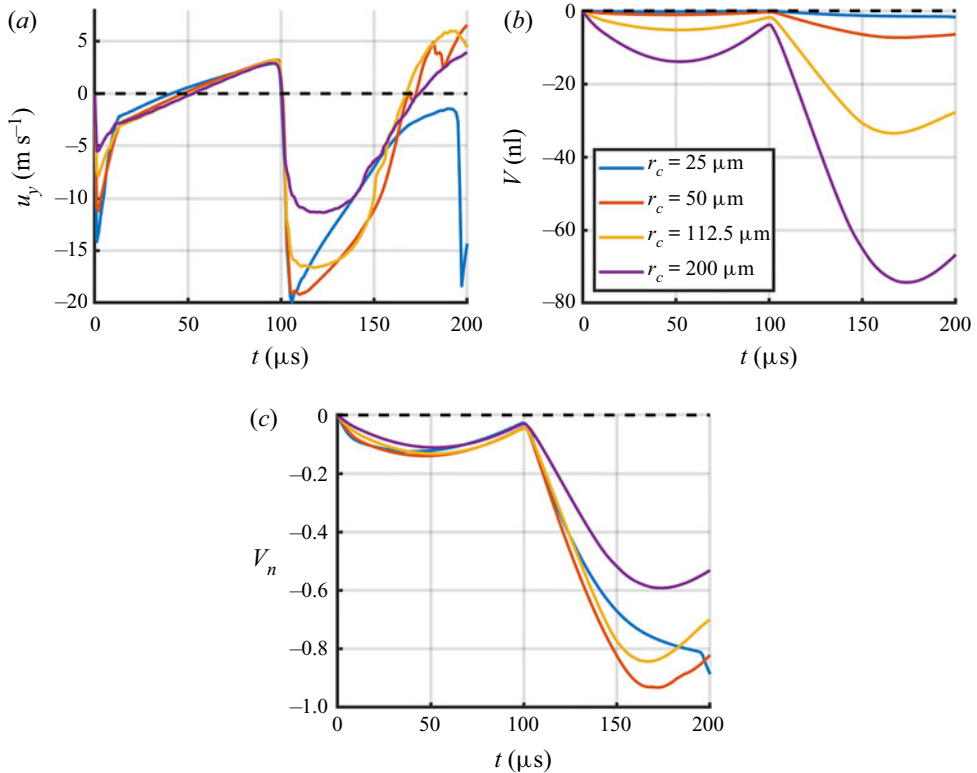 (a)
5
0
–5
–10
–15
–20
u_y (m s⁻¹)
0
50
100
150
200
t (μs)
(b)
0
–20
–40
–60
–80
V (nl)
r_c = 25 μm
r_c = 50 μm
r_c = 112.5 μm
r_c = 200 μm
0
50
100
150
200
t (μs)
(c)
0
–0.2
–0.4
–0.6
–0.8
–1.0
V_n
0
50
100
150
200
t (μs)